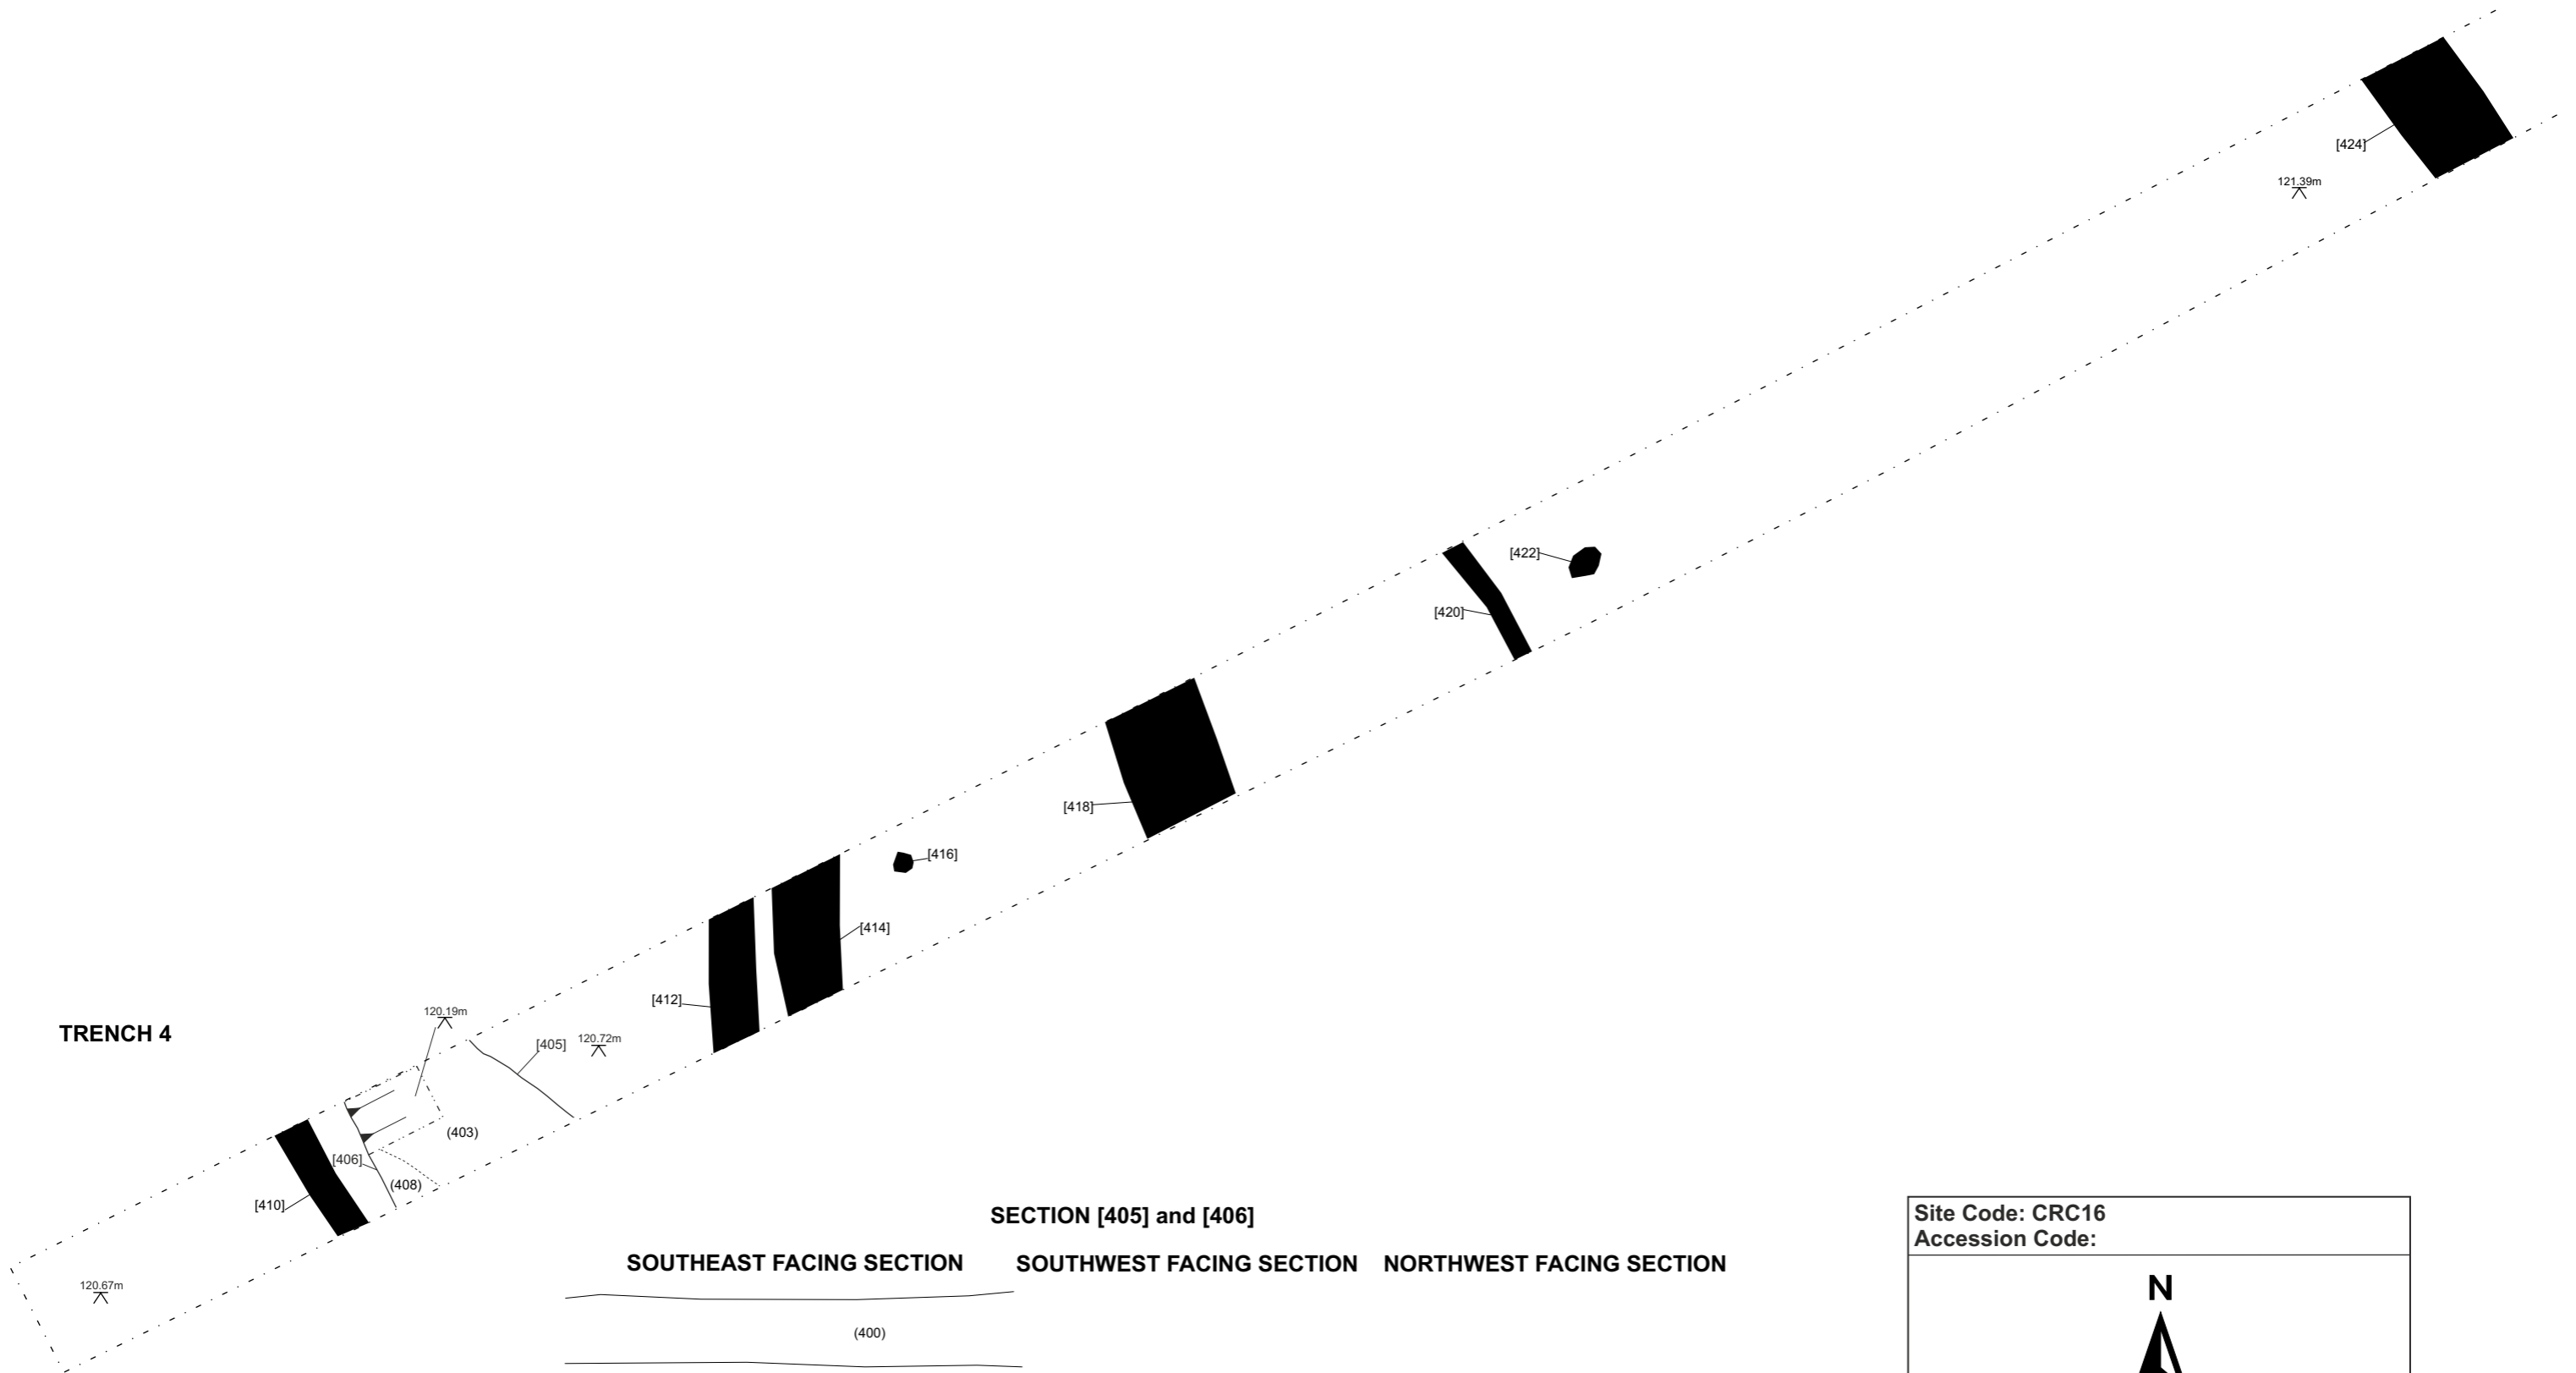 [424]
121.39m
[422]
[420]
[418]
[416]
[414]
[412]
120.19m
TRENCH 4
[405]
120.72m
(403)
[406]
(408)
[410]
120.67m
SECTION [405] and [406]
SOUTHEAST FACING SECTION
SOUTHWEST FACING SECTION
NORTHWEST FACING SECTION
(400)
Site Code: CRC16
Accession Code:
N